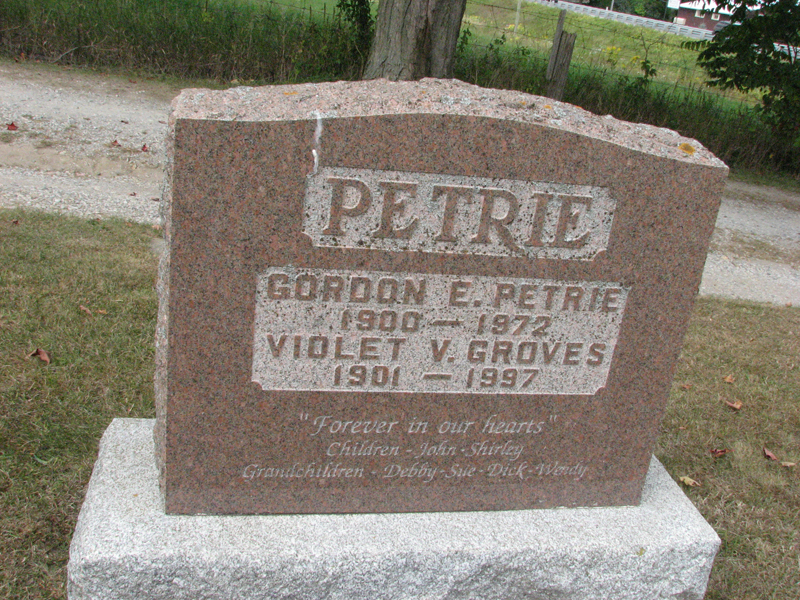 PETRIE
GORDON E. PETRIE
1900 — 1972
VIOLET V. GROVES
1901 — 1997
"Forever in our hearts"
Children - John - Shirley
Grandchildren - Debby - Sue - Dick - Wendy